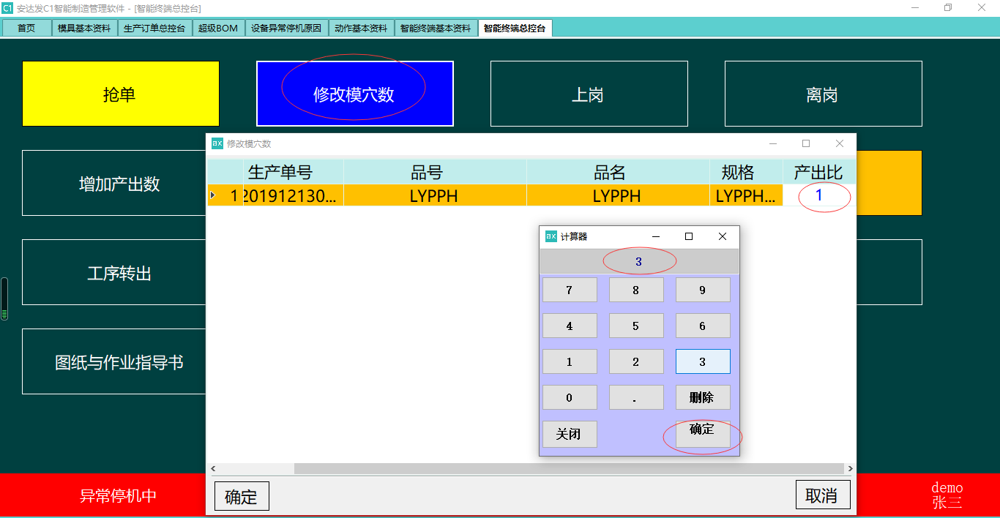 C1 安达发C1智能制造管理软件 - [智能终端总控台]
首页 模具基本资料 生产订单总控台 超级BOM 设备异常停机原因 动作基本资料 智能终端基本资料 智能终端总控台
抢单 修改模穴数 上岗 离岗
增加产出数
工序转出
图纸与作业指导书
ax 修改模穴数
生产单号 品号 品名 规格 产出比
1 201912130... LYPPH LYPPH LYPPH... 1
ax 计算器
3
7 8 9
4 5 6
1 2 3
0 . 删除
关闭 确定
确定 取消
异常停机中
demo
张三